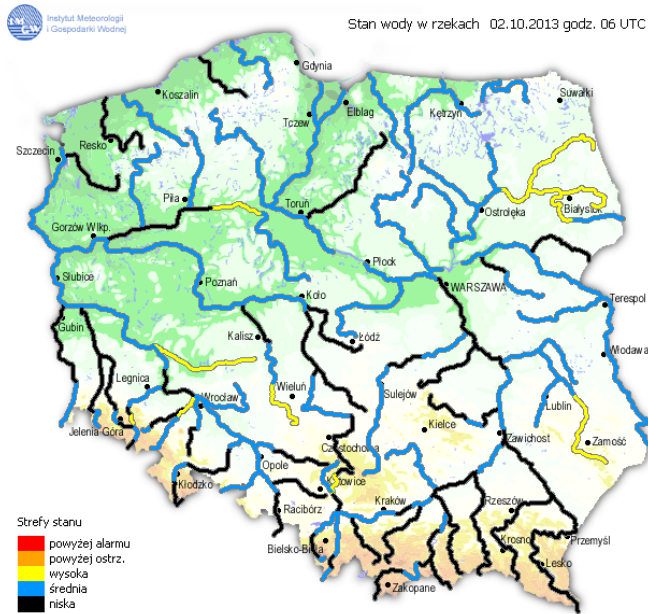 IMGW
Instytut Meteorologii
i Gospodarki Wodnej
Stan wody w rzekach 02.10.2013 godz. 06 UTC
Gdynia
Koszalin
Suwałki
Elbląg
Kętrzyn
Tczew
Resko
Szczecin
Piła
Toruń
Ostrołęka
Białystok
Gorzów Wlkp.
Płock
Słubice
Poznań
WARSZAWA
Koło
Terespol
Gubin
Kalisz
Łódź
Włodawa
Legnica
Wieluń
Sulejów
Wrocław
Lublin
Jelenia Góra
Kielce
Zawichost
Zamość
Częstochowa
Opole
Kłodzko
Katowice
Racibórz
Kraków
Rzeszów
Bielsko-Biała
Krosno
Przemyśl
Lesko
Zakopane
Strefy stanu
powyżej alarmu
powyżej ostrz.
wysoka
średnia
niska